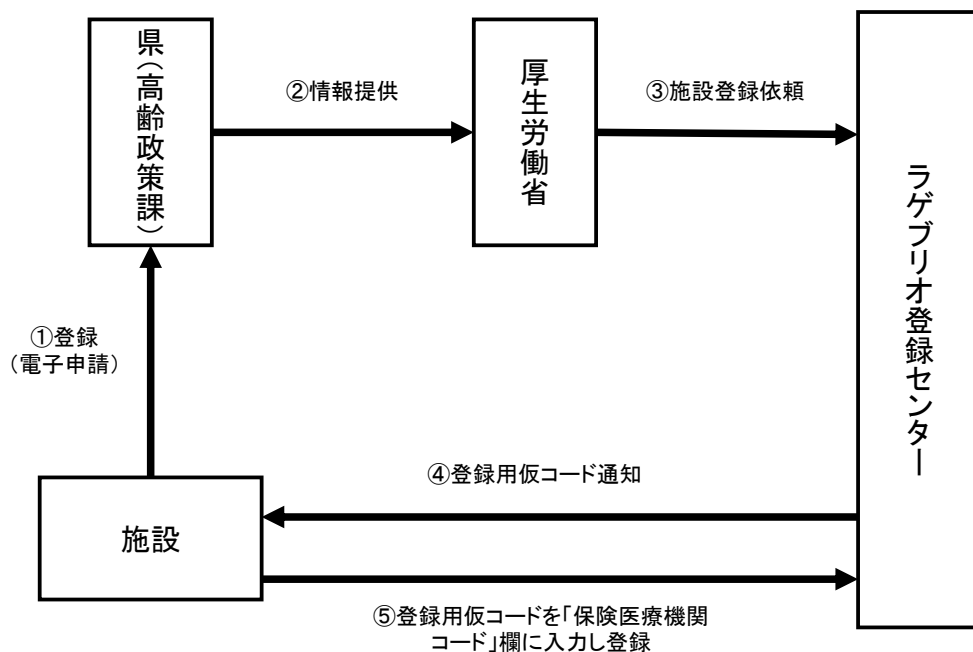 県(高齢政策課)
②情報提供
厚生労働省
③施設登録依頼
ラゲブリオ登録センター
①登録
(電子申請)
④登録用仮コード通知
施設
⑤登録用仮コードを「保険医療機関
コード」欄に入力し登録